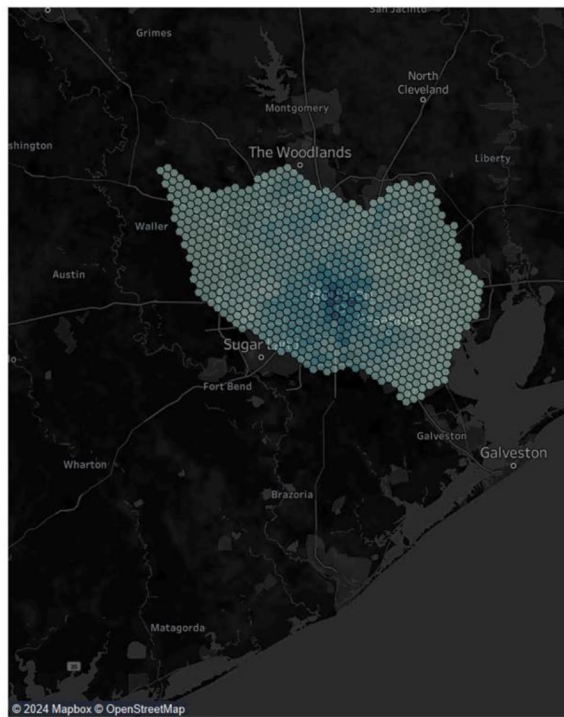 San Jacinto
Grimes
North
Cleveland
Montgomery
shington
The Woodlands
Liberty
Waller
Austin
Sugar
Fort Bend
Galveston
Galveston
Wharton
Brazoria
Matagorda
35
© 2024 Mapbox © OpenStreetMap